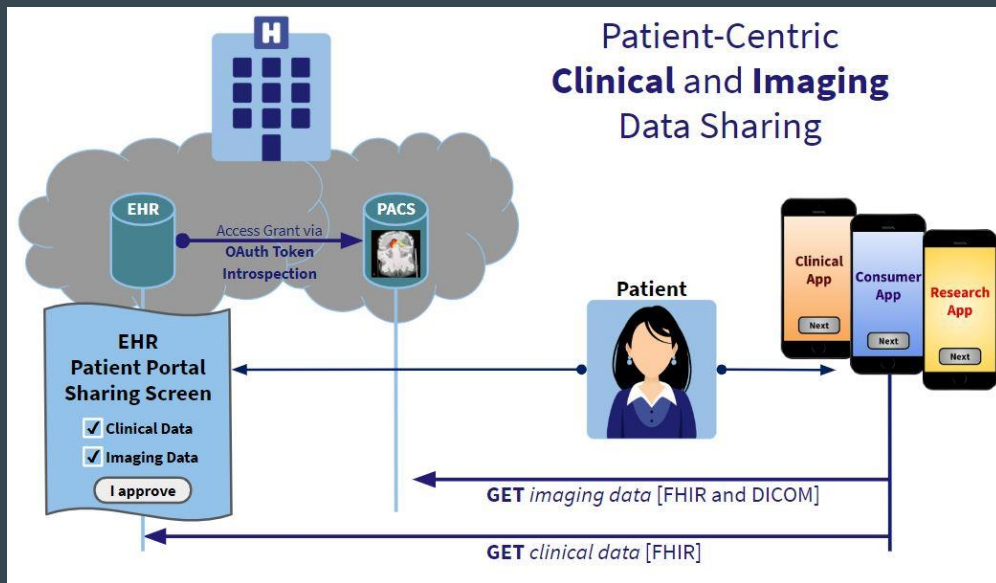 H
Patient-Centric
Clinical and Imaging
Data Sharing
EHR
PACS
Access Grant via
OAuth Token
Introspection
Clinical
App
Next
Consumer
App
Next
Research
App
Next
Patient
EHR
Patient Portal
Sharing Screen
Clinical Data
Imaging Data
I approve
GET imaging data [FHIR and DICOM]
GET clinical data [FHIR]